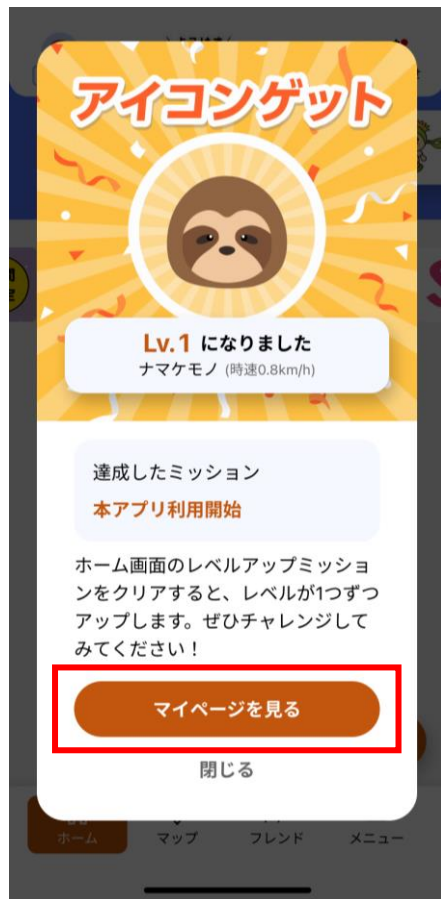 アイコンゲット
Lv.1 になりました
ナマケモノ (時速0.8km/h)
達成したミッション
本アプリ利用開始
ホーム画面のレベルアップミッショ
ンをクリアすると、レベルが1つずつ
アップします。ぜひチャレンジして
みてください！
マイページを見る
閉じる
ホーム マップ フレンド メニュー